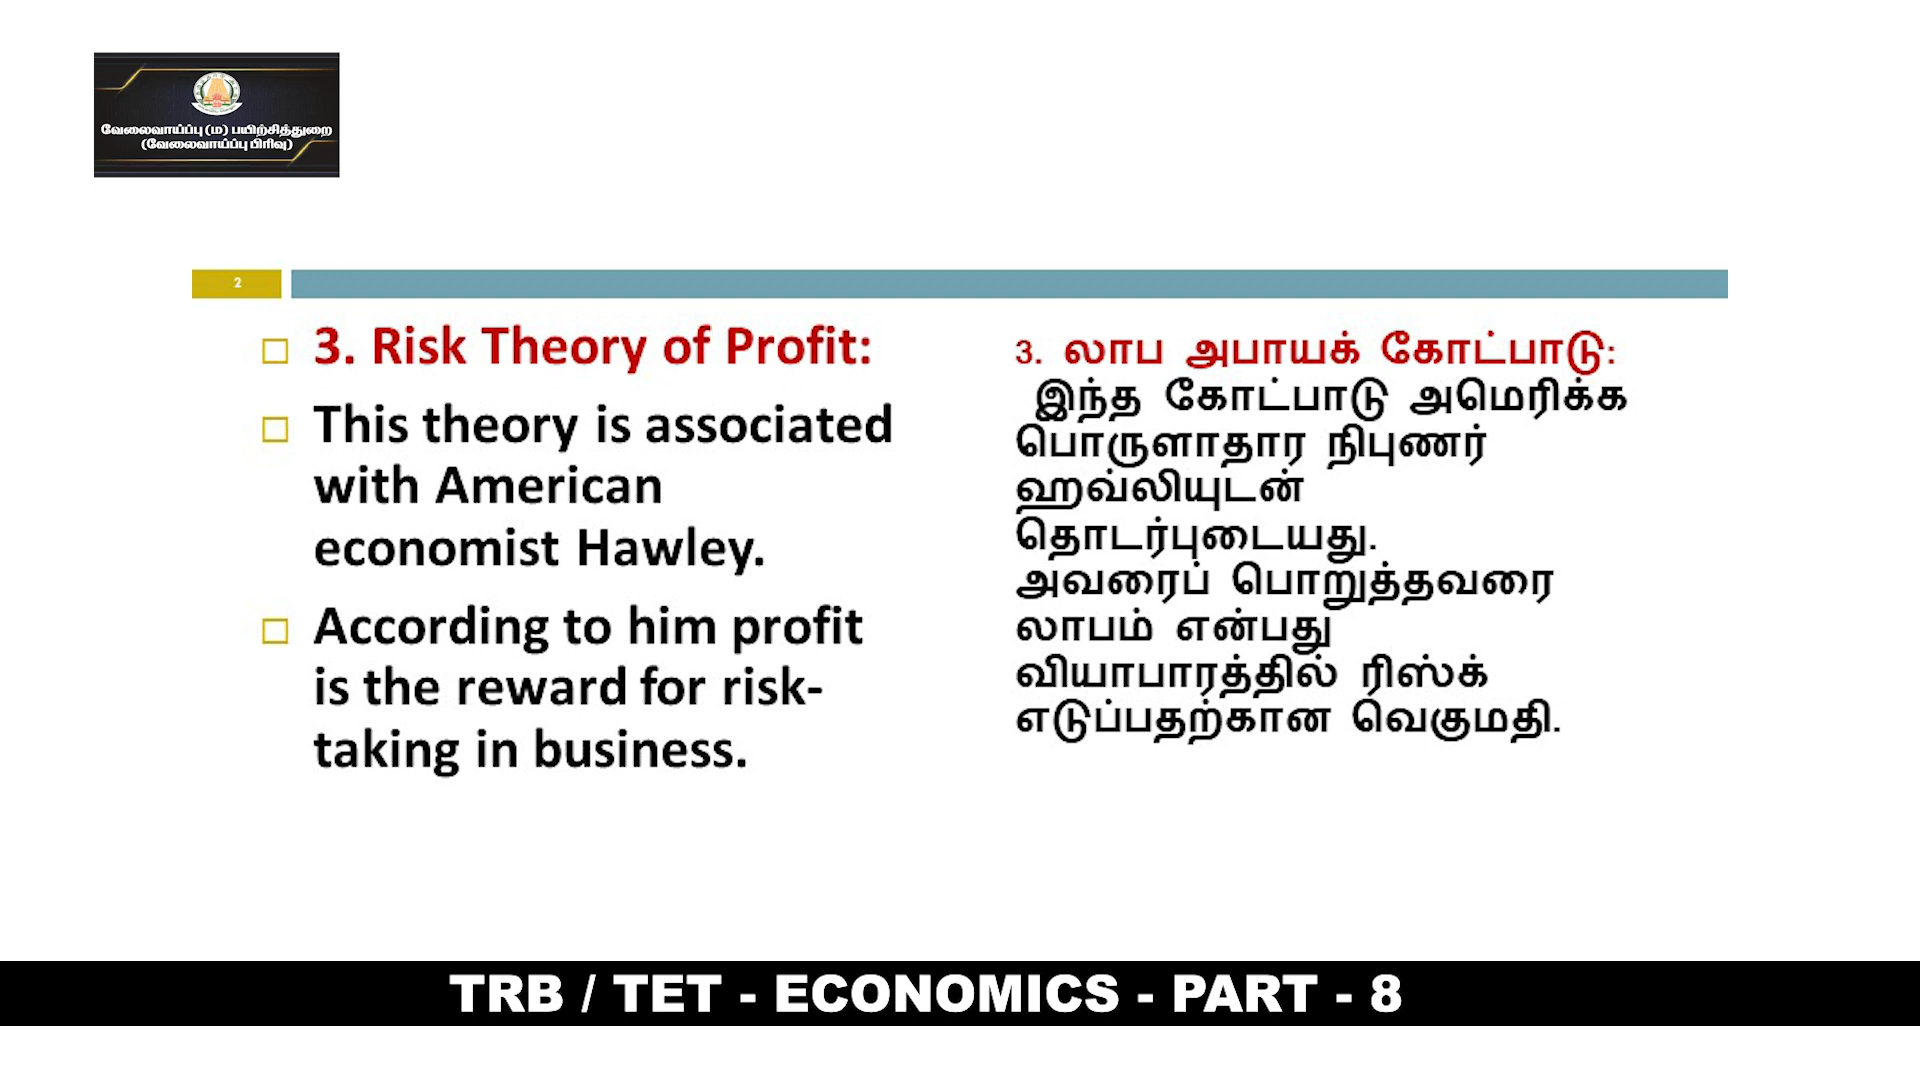 வேலைவாய்ப்பு (ம) பயிற்சித்துறை
(வேலைவாய்ப்பு பிரிவு)
2
3. Risk Theory of Profit:
This theory is associated
with American
economist Hawley.
According to him profit
is the reward for risk-
taking in business.
3. லாப அபாயக் கோட்பாடு:
இந்த கோட்பாடு அமெரிக்க
பொருளாதார நிபுணர்
ஹவ்லியுடன்
தொடர்புடையது.
அவரைப் பொறுத்தவரை
லாபம் என்பது
வியாபாரத்தில் ரிஸ்க்
எடுப்பதற்கான வெகுமதி.
TRB / TET - ECONOMICS - PART - 8